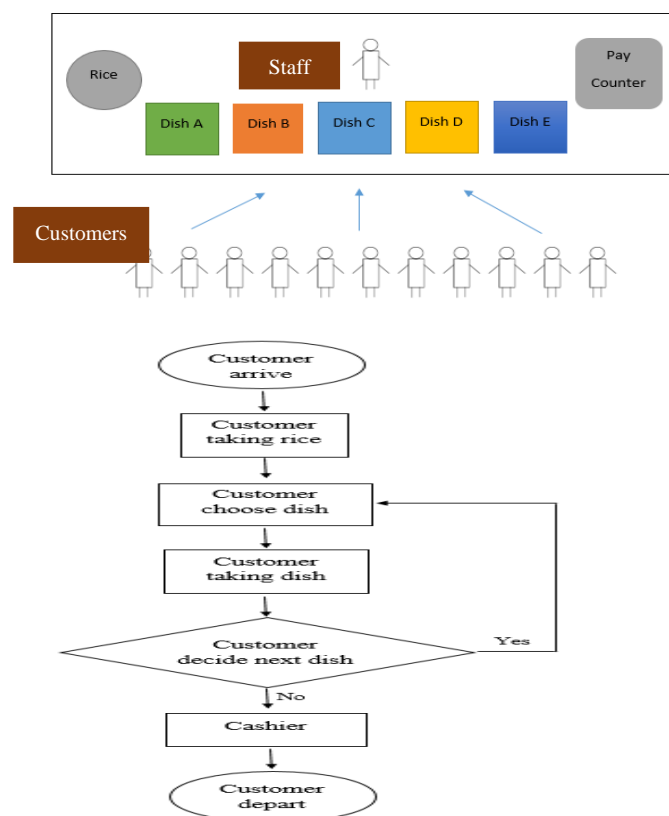 Rice
Staff
Pay
Counter
Dish A
Dish B
Dish C
Dish D
Dish E
Customers
Customer
arrive
Customer
taking rice
Customer
choose dish
Customer
taking dish
Customer
decide next dish
Yes
No
Cashier
Customer
depart